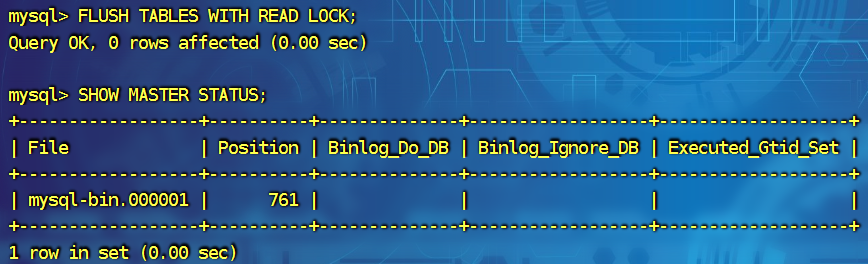 mysql> FLUSH TABLES WITH READ LOCK;
Query OK, 0 rows affected (0.00 sec)
mysql> SHOW MASTER STATUS;
+------------------+----------+--------------+------------------+-------------------+
| File             | Position | Binlog_Do_DB | Binlog_Ignore_DB | Executed_Gtid_Set |
+------------------+----------+--------------+------------------+-------------------+
| mysql-bin.000001 |      761 |              |                  |                   |
+------------------+----------+--------------+------------------+-------------------+
1 row in set (0.00 sec)